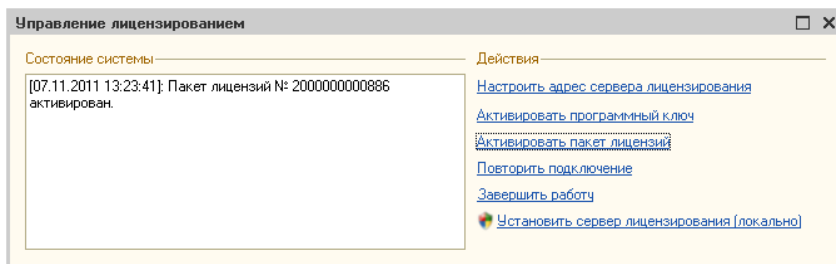 Управление лицензированием
Состояние системы
[07.11.2011 13:23:41]: Пакет лицензий № 2000000000886
активирован.
Действия
Настроить адрес сервера лицензирования
Активировать программный ключ
Активировать пакет лицензий
Повторить подключение
Завершить работу
Установить сервер лицензирования (локально)